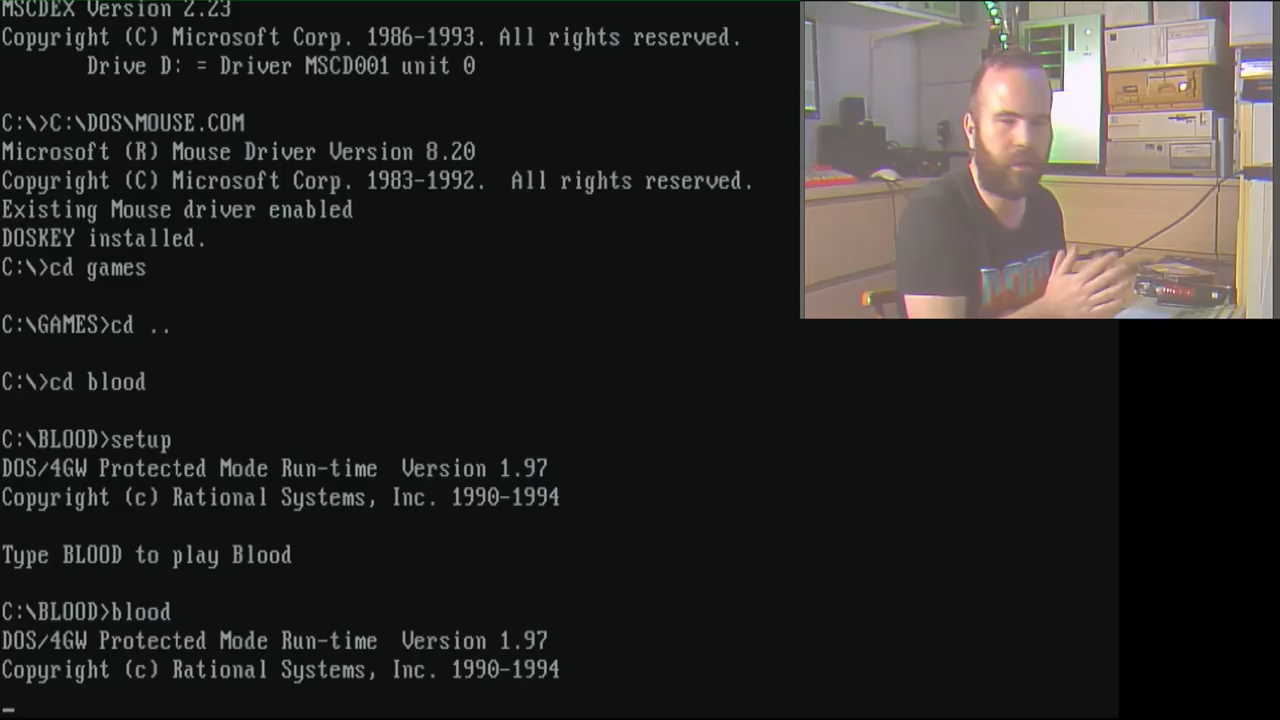 MSCDEX Version 2.23
Copyright (C) Microsoft Corp. 1986-1993. All rights reserved.
Drive D: = Driver MSCD001 unit 0
C:\>C:\DOS\MOUSE.COM
Microsoft (R) Mouse Driver Version 8.20
Copyright (C) Microsoft Corp. 1983-1992.  All rights reserved.
Existing Mouse driver enabled
DOSKEY installed.
C:\>cd games
C:\GAMES>cd ..
C:\>cd blood
C:\BLOOD>setup
DOS/4GW Protected Mode Run-time  Version 1.97
Copyright (c) Rational Systems, Inc. 1990-1994
Type BLOOD to play Blood
C:\BLOOD>blood
DOS/4GW Protected Mode Run-time  Version 1.97
Copyright (c) Rational Systems, Inc. 1990-1994